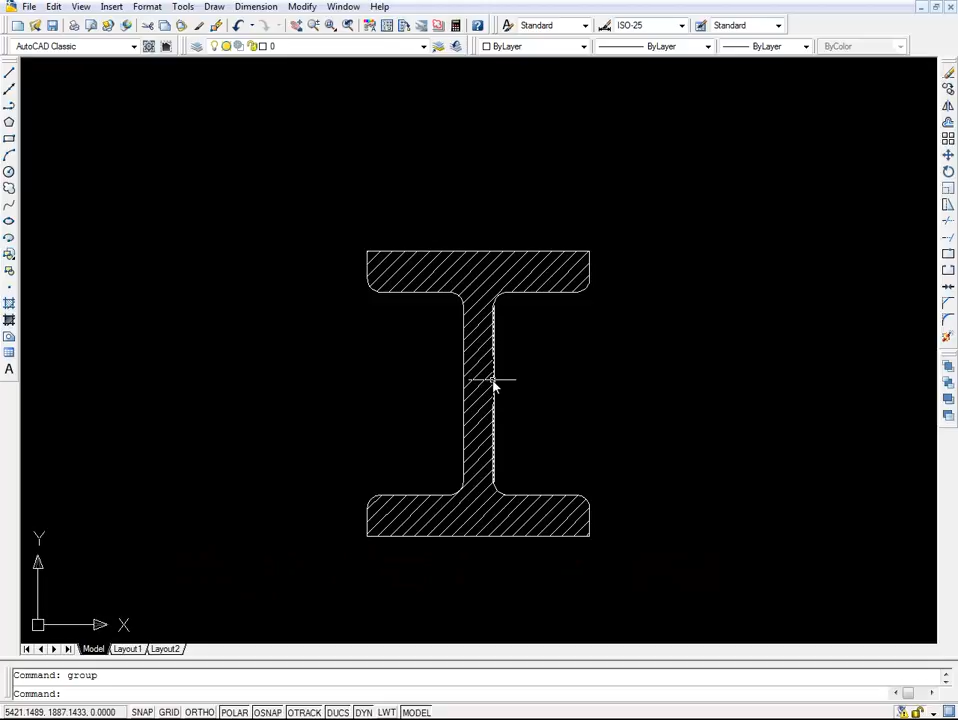 File Edit View Insert Format Tools Draw Dimension Modify Window Help
Standard ISO-25 Standard
AutoCAD Classic 0 ByLayer ByLayer ByLayer ByColor
A
Y
X
Model Layout1 Layout2
Command: group
Command:
5421.1489, 1887.1433, 0.0000 SNAP GRID ORTHO POLAR OSNAP OTRACK DUCS DYN LWT MODEL